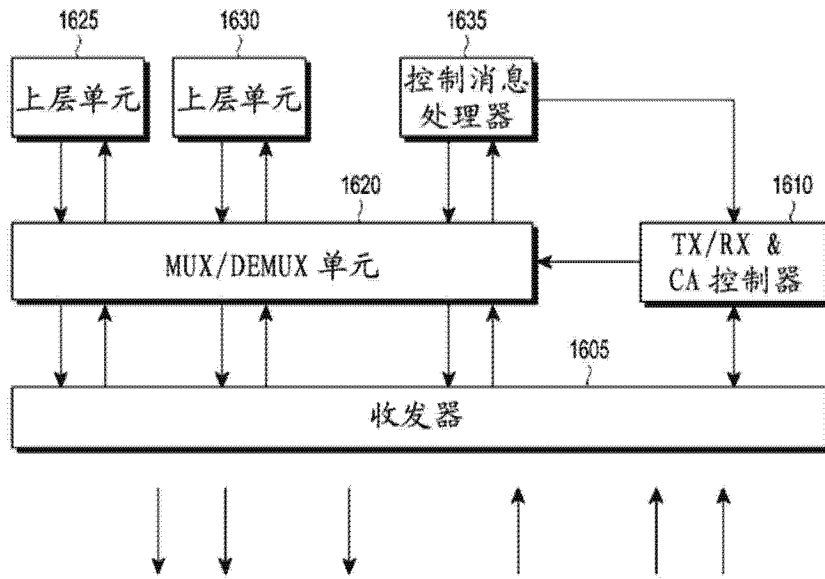 1625
1630
1635
上层单元
上层单元
控制消息
处理器
1620
1610
MUX/DEMUX 单元
TX/RX &
CA 控制器
1605
收发器